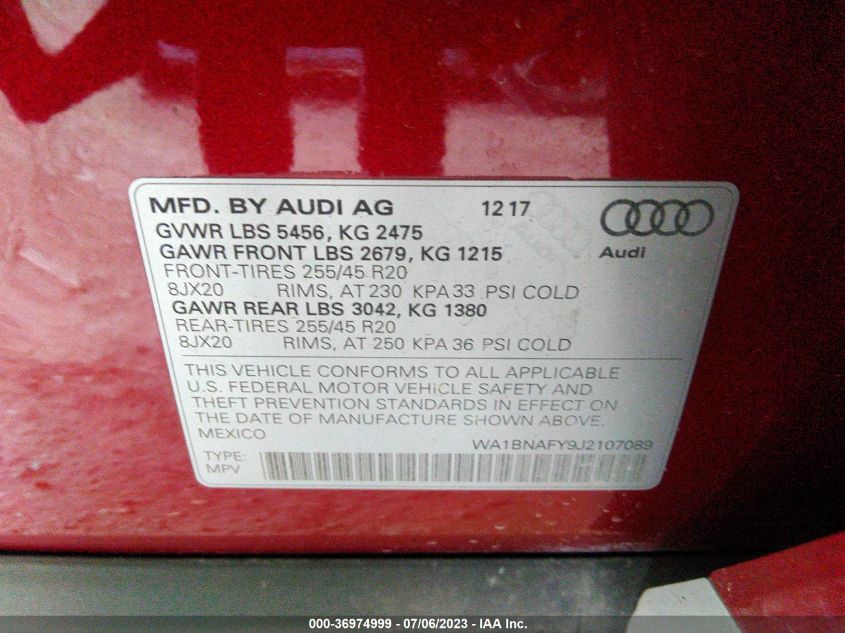 MFD. BY AUDI AG 12 17
GVWR LBS 5456, KG 2475
GAWR FRONT LBS 2679, KG 1215
Audi
FRONT-TIRES 255/45 R20
8JX20 RIMS, AT 230 KPA 33 PSI COLD
GAWR REAR LBS 3042, KG 1380
REAR-TIRES 255/45 R20
8JX20 RIMS, AT 250 KPA 36 PSI COLD
THIS VEHICLE CONFORMS TO ALL APPLICABLE
U.S. FEDERAL MOTOR VEHICLE SAFETY AND
THEFT PREVENTION STANDARDS IN EFFECT ON
THE DATE OF MANUFACTURE SHOWN ABOVE.
MEXICO
WA1BNAFY9J2107089
TYPE:
MPV
000-36974999 - 07/06/2023 - IAA Inc.